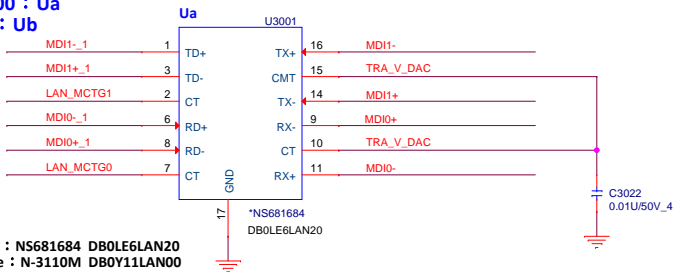 00：Ua
：Ub
Ua
U3001
MDI1-_1 1 TD+ TX+ 16 MDI1-
MDI1+_1 3 TD- CMT 15 TRA_V_DAC
LAN_MCTG1 2 CT TX- 14 MDI1+
MDI0-_1 6 RD+ RX- 9 MDI0+
MDI0+_1 8 RD- CT 10 TRA_V_DAC
LAN_MCTG0 7 CT RX+ 11 MDI0-
GND
17
*NS681684
DB0LE6LAN20
C3022
0.01U/50V_4
：NS681684 DB0LE6LAN20
e：N-3110M DB0Y11LAN00